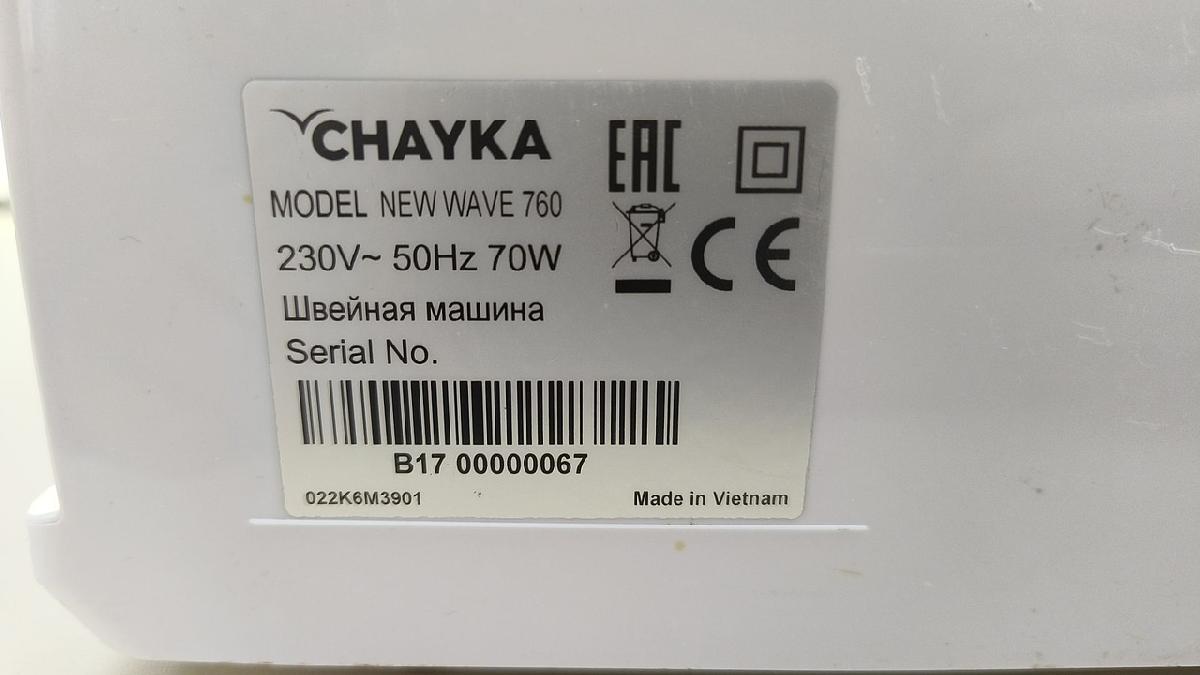 CHAYKA
MODEL NEW WAVE 760
230V~ 50Hz 70W
Швейная машина
Serial No.
B17 00000067
022K6M3901
Made in Vietnam
EAC
CE